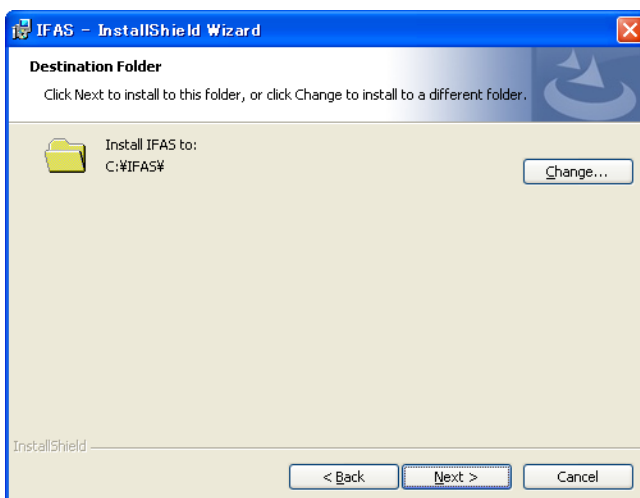 IFAS - InstallShield Wizard
Destination Folder
Click Next to install to this folder, or click Change to install to a different folder.
Install IFAS to:
C:¥IFAS¥
Change...
InstallShield
< Back
Next >
Cancel